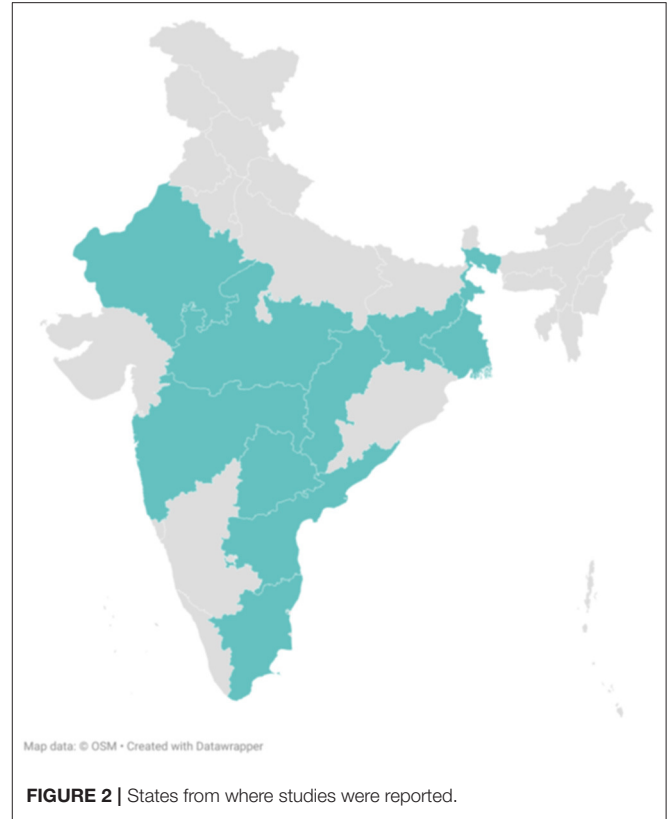 Map data: © OSM • Created with Datawrapper
FIGURE 2 | States from where studies were reported.